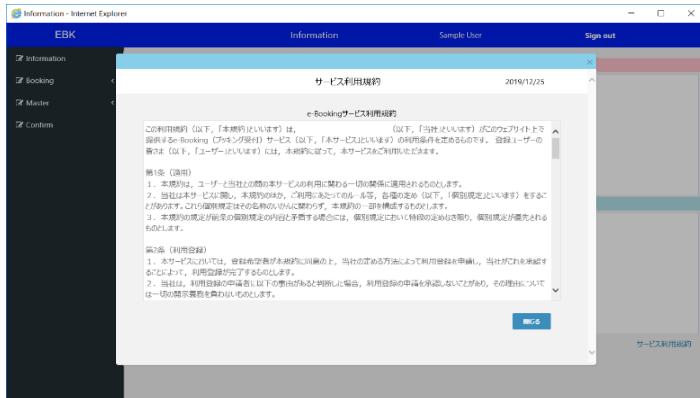 Information - Internet Explorer
EBK
Information
Sample User
Sign out
Information
Booking
Master
Confirm
サービス利用規約
2019/12/25
e-Bookingサービス利用規約
この利用規約（以下，「本規約」といいます）は， （以下，「当社」といいます）がこのウェブサイト上で
提供するe-Booking（ブッキング受付）サービス（以下，「本サービス」といいます）の利用条件を定めるものです。 登録ユーザーの
皆さま（以下，「ユーザー」といいます）には，本規約に従って，本サービスをご利用いただきます。
第1条（適用）
１．本規約は，ユーザーと当社との間の本サービスの利用に関わる一切の関係に適用されるものとします。
２．当社は本サービスに関し，本規約のほか，ご利用にあたってのルール等，各種の定め（以下，「個別規定」といいます）をするこ
とがあります。これら個別規定はその名称のいかんに関わらず，本規約の一部を構成するものとします。
３．本規約の規定が前条の個別規定の内容と矛盾する場合には，個別規定において特段の定めなき限り，個別規定が優先される
ものとします。
第2条（利用登録）
１．本サービスにおいては，登録希望者が本規約に同意の上，当社の定める方法によって利用登録を申請し，当社がこれを承認す
ることによって，利用登録が完了するものとします。
２．当社は，利用登録の申請者に以下の事由があると判断した場合，利用登録の申請を承認しないことがあり，その理由について
は一切の開示義務を負わないものとします。
閉じる
サービス利用規約